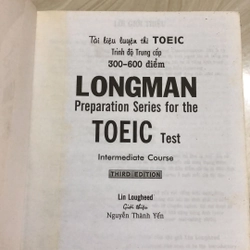 Tài liệu luyện thi TOEIC
Trình độ Trung cấp
300-600 điểm
LONGMAN
Preparation Series for the
TOEIC Test
Intermediate Course
THIRD EDITION
Lin Lougheed
Giới thiệu
Nguyễn Thành Yến